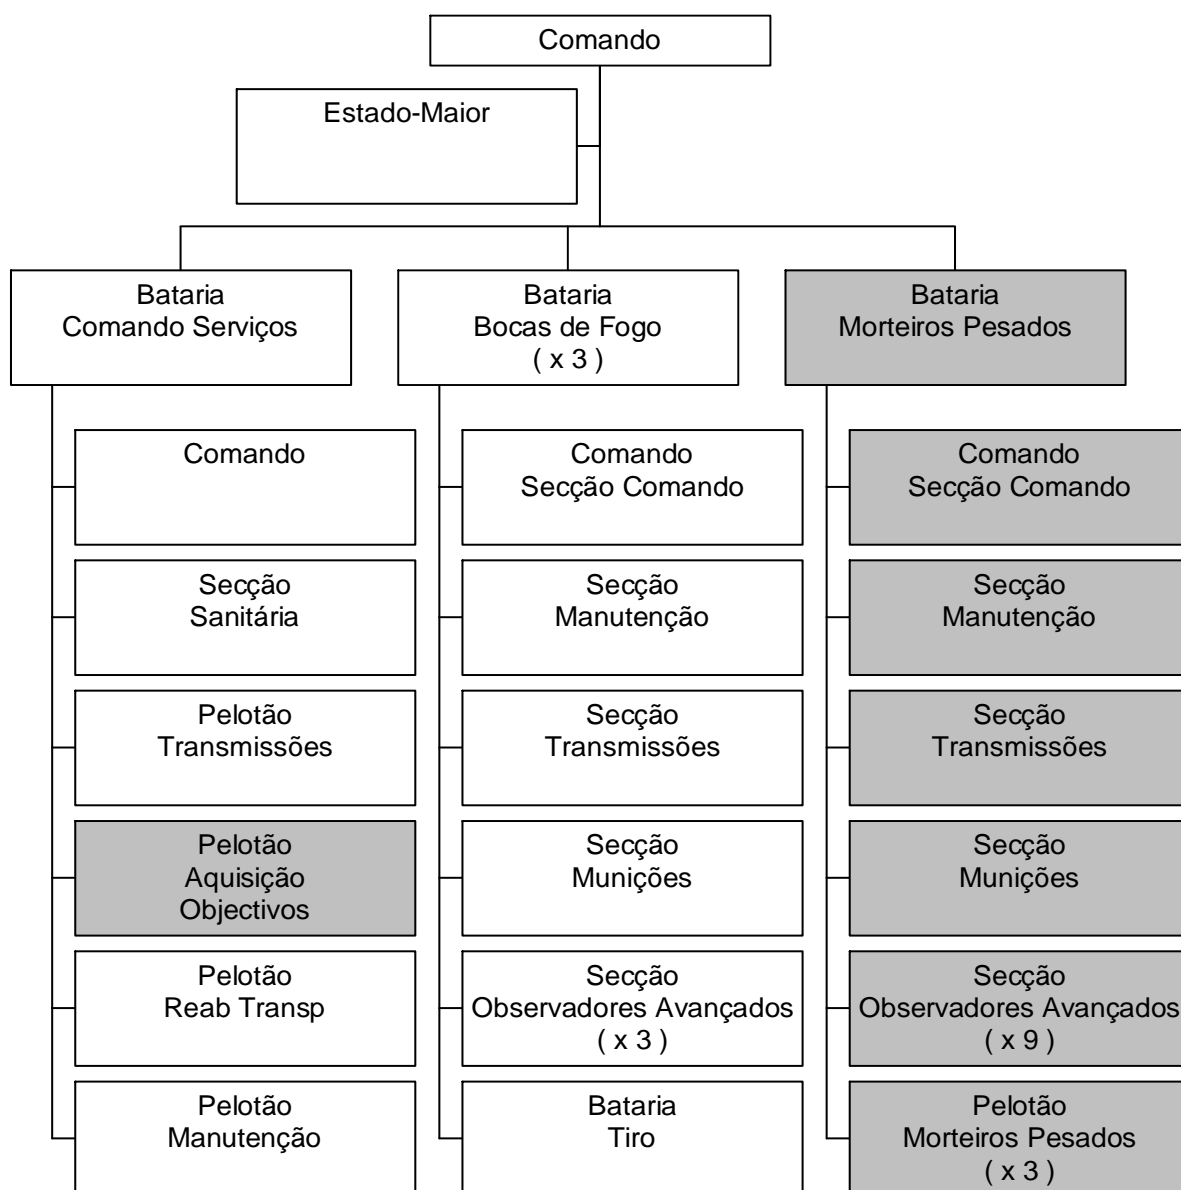 Comando
Estado-Maior
Bataria
Comando Serviços
Bataria
Bocas de Fogo
( x 3 )
Bataria
Morteiros Pesados
Comando
Secção
Sanitária
Pelotão
Transmissões
Pelotão
Aquisição
Objectivos
Pelotão
Reab Transp
Pelotão
Manutenção
Comando
Secção Comando
Secção
Manutenção
Secção
Transmissões
Secção
Munições
Secção
Observadores Avançados
( x 3 )
Bataria
Tiro
Comando
Secção Comando
Secção
Manutenção
Secção
Transmissões
Secção
Munições
Secção
Observadores Avançados
( x 9 )
Pelotão
Morteiros Pesados
( x 3 )